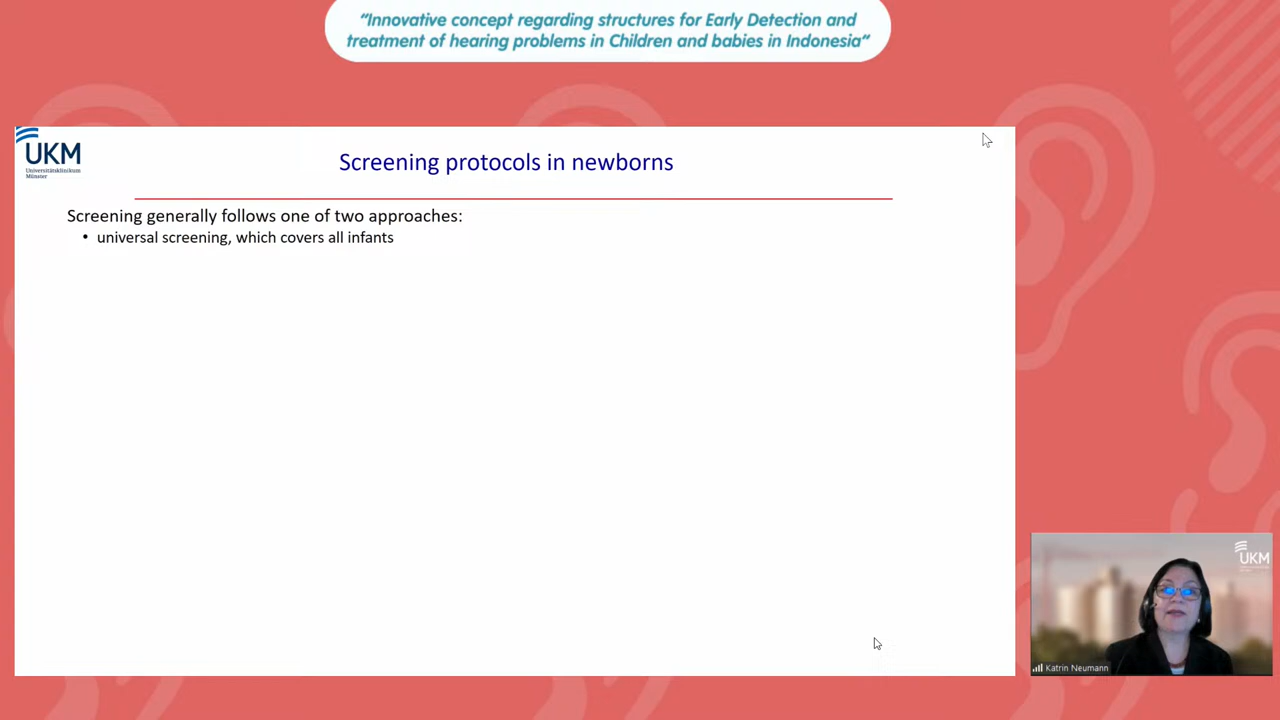 “Innovative concept regarding structures for Early Detection and
treatment of hearing problems in Children and babies in Indonesia“
UKM
Universitätsklinikum
Münster
Screening protocols in newborns
Screening generally follows one of two approaches:
• universal screening, which covers all infants
UKM
Katrin Neumann